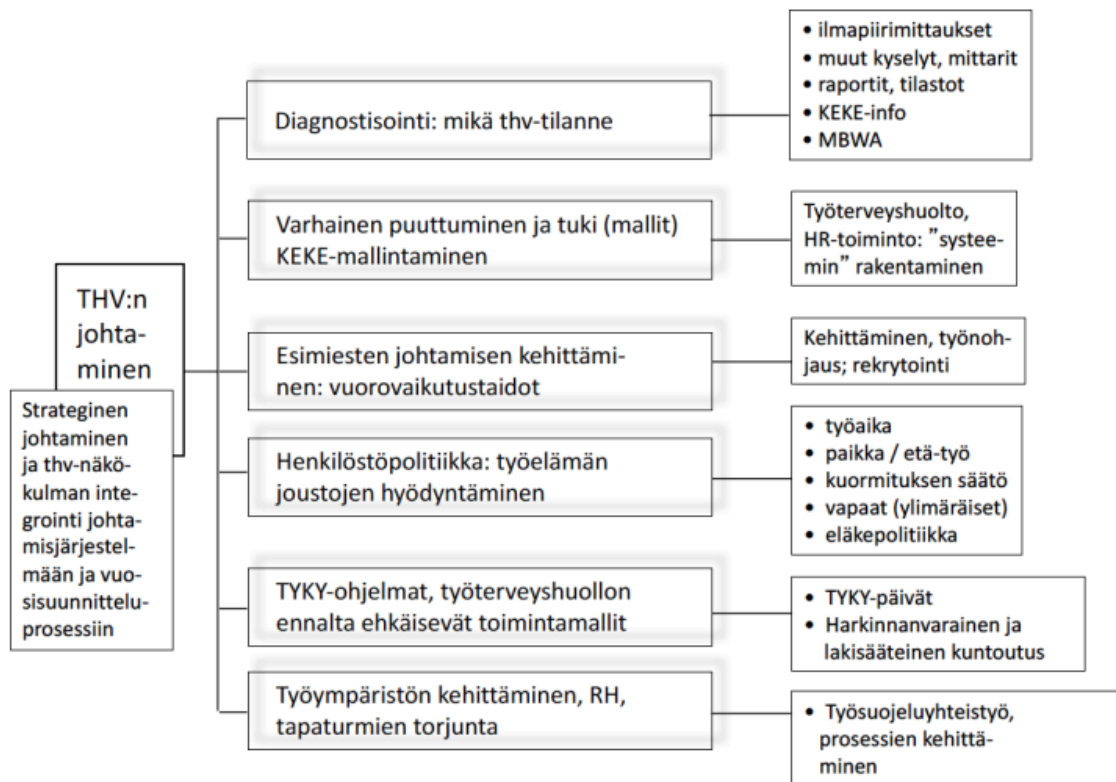 • ilmapiirimittaukset
• muut kyselyt, mittarit
• raportit, tilastot
• KEKE-info
• MBWA
Diagnostisointi: mikä thv-tilanne
Varhainen puuttuminen ja tuki (mallit)
KEKE-mallintaminen
Työterveyshuolto,
HR-toiminto: ”systee-
min” rakentaminen
THV:n
johta-
minen
Strateginen
johtaminen
ja thv-näkö-
kulman inte-
grointi johta-
misjärjestel-
mään ja vuo-
sisuunnittelu-
prosessiin
Esimiesten johtamisen kehittämi-
nen: vuorovaikutustaidot
Kehittäminen, työnoh-
jaus; rekrytointi
Henkilöstöpolitiikka: työelämän
joustojen hyödyntäminen
• työaika
• paikka / etä-työ
• kuormituksen säätö
• vapaat (ylimäräiset)
• eläkepolitiikka
TYKY-ohjelmat, työterveyshuollon
ennalta ehkäisevät toimintamallit
• TYKY-päivät
• Harkinnanvarainen ja
lakisääteinen kuntoutus
Työympäristön kehittäminen, RH,
tapaturmien torjunta
• Työsuojeluyhteistyö,
prosessien kehittä-
minen